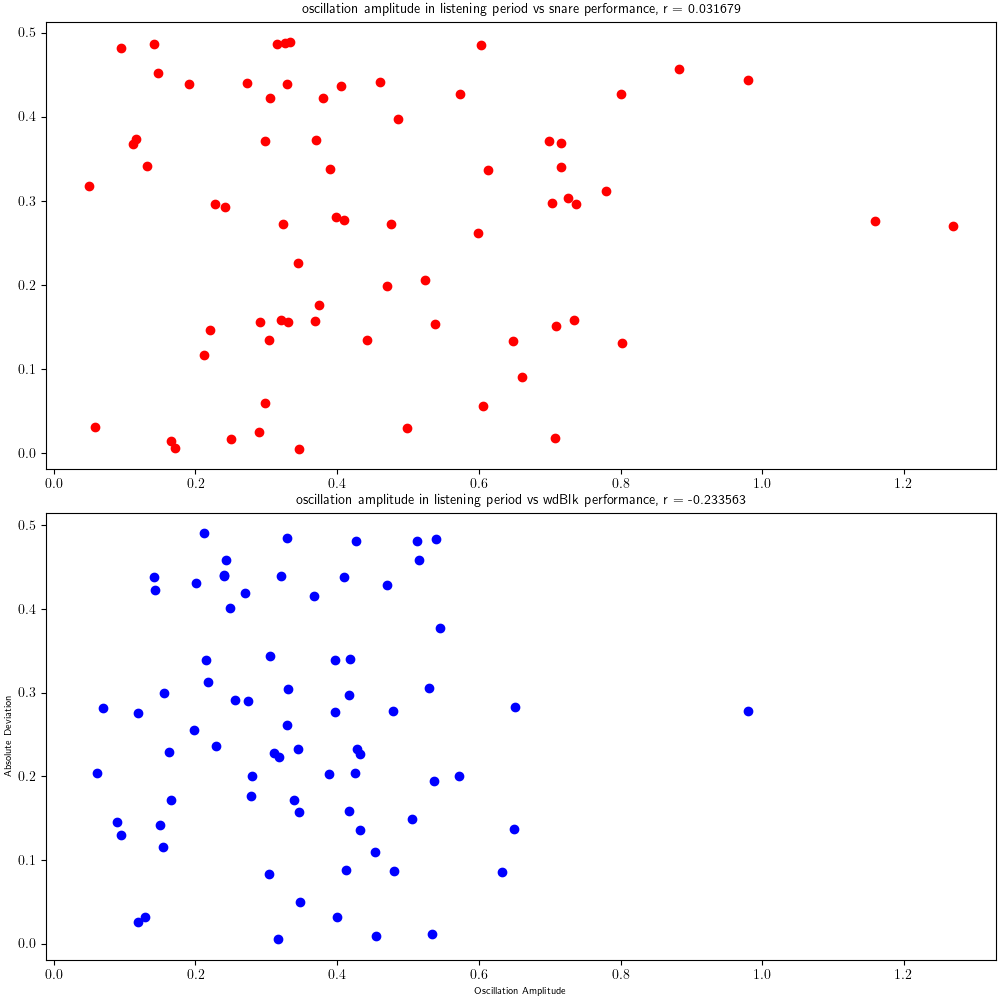 oscillation amplitude in listening period vs snare performance, r = 0.031679
0.5
0.4
0.3
0.2
0.1
0.0
0.0 0.2 0.4 0.6 0.8 1.0 1.2
oscillation amplitude in listening period vs wdBlk performance, r = -0.233563
0.5
0.4
0.3
0.2
0.1
0.0
Absolute Deviation
0.0 0.2 0.4 0.6 0.8 1.0 1.2
Oscillation Amplitude